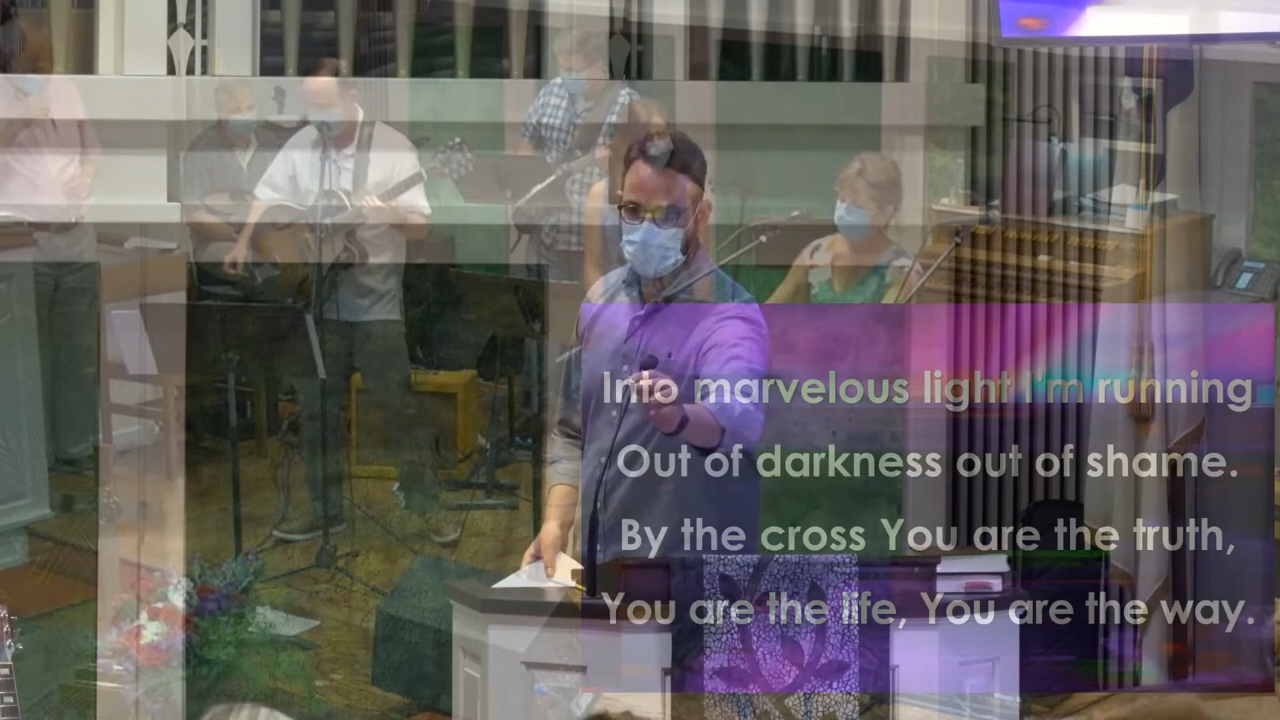 Into marvelous light I'm running
Out of darkness out of shame.
By the cross You are the truth,
You are the life, You are the way.